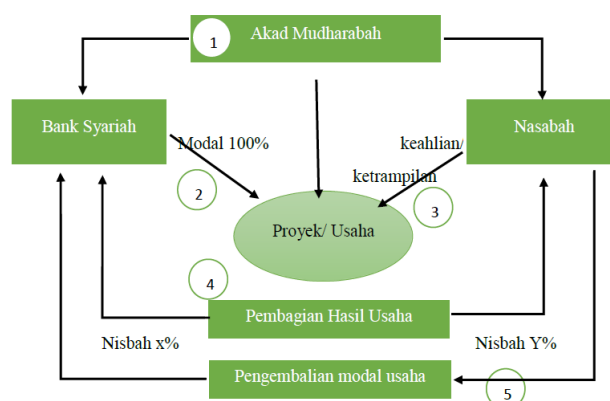 1
Akad Mudharabah
Bank Syariah
Nasabah
Modal 100%
keahlian/
ketrampilan
2
3
Proyek/ Usaha
4
Pembagian Hasil Usaha
Nisbah x%
Nisbah Y%
Pengembalian modal usaha
5